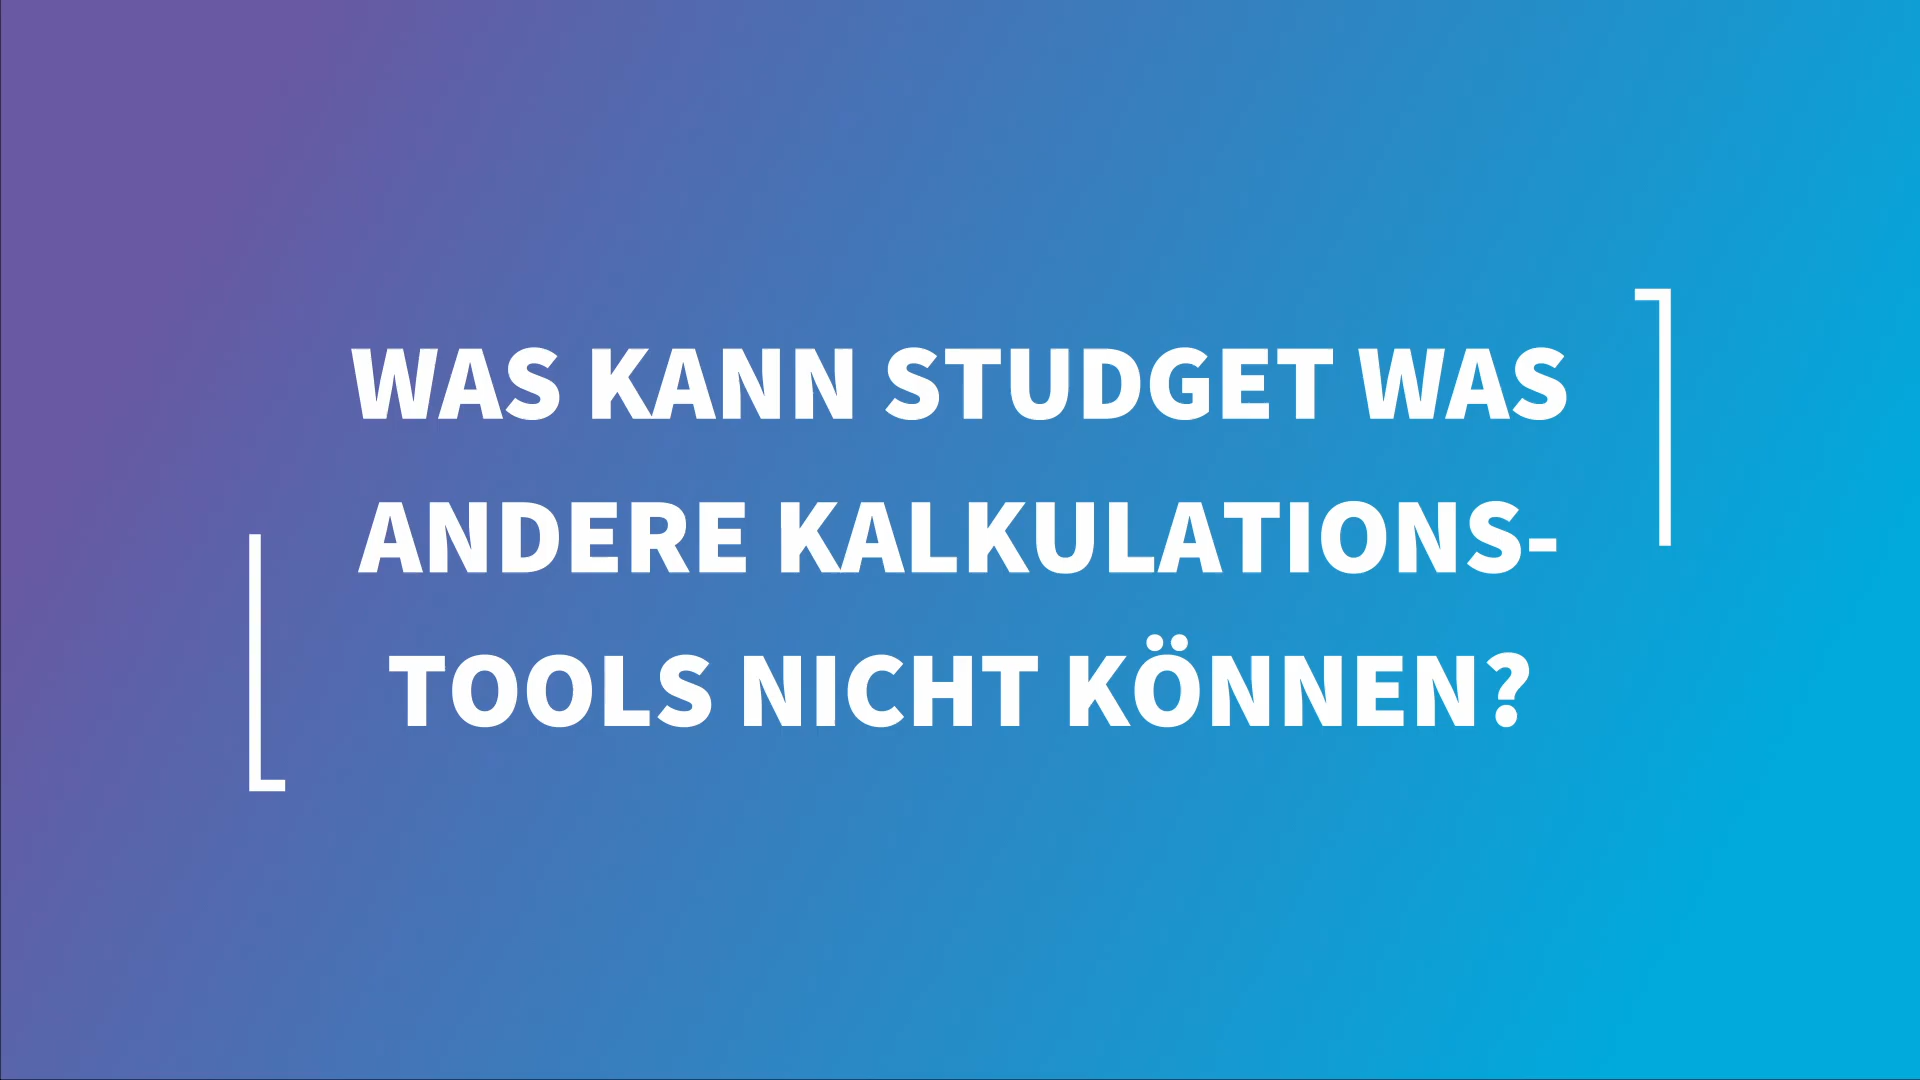 WAS KANN STUDGET WAS
ANDERE KALKULATIONS-
TOOLS NICHT KÖNNEN?